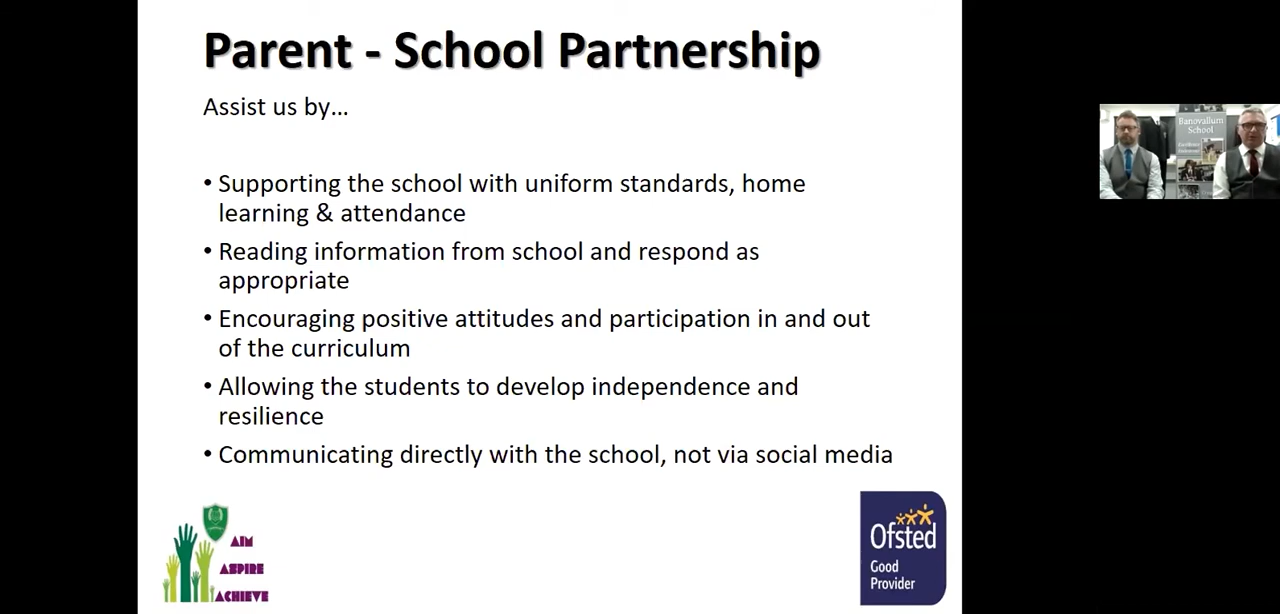 Parent - School Partnership
Assist us by...
• Supporting the school with uniform standards, home
learning & attendance
• Reading information from school and respond as
appropriate
• Encouraging positive attitudes and participation in and out
of the curriculum
• Allowing the students to develop independence and
resilience
• Communicating directly with the school, not via social media
AIM
ASPIRE
ACHIEVE
Ofsted
Good
Provider
Banovallum
School